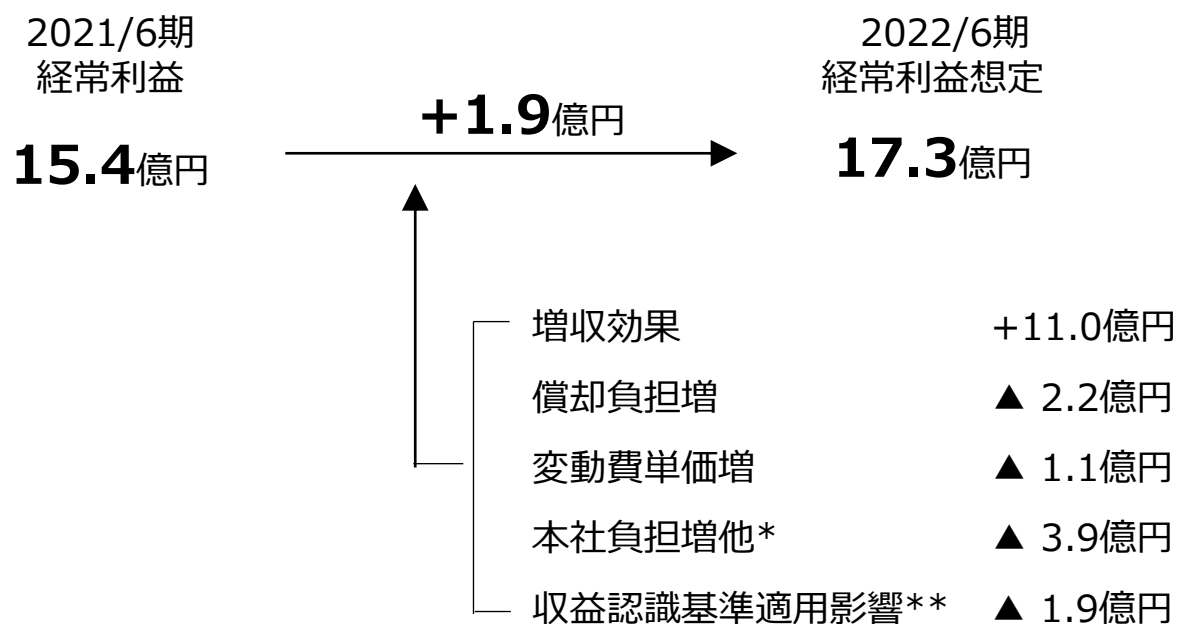 2021/6期
経常利益
15.4億円
+1.9億円
2022/6期
経常利益想定
17.3億円
増収効果 +11.0億円
償却負担増 ▲ 2.2億円
変動費単価増 ▲ 1.1億円
本社負担増他* ▲ 3.9億円
収益認識基準適用影響** ▲ 1.9億円